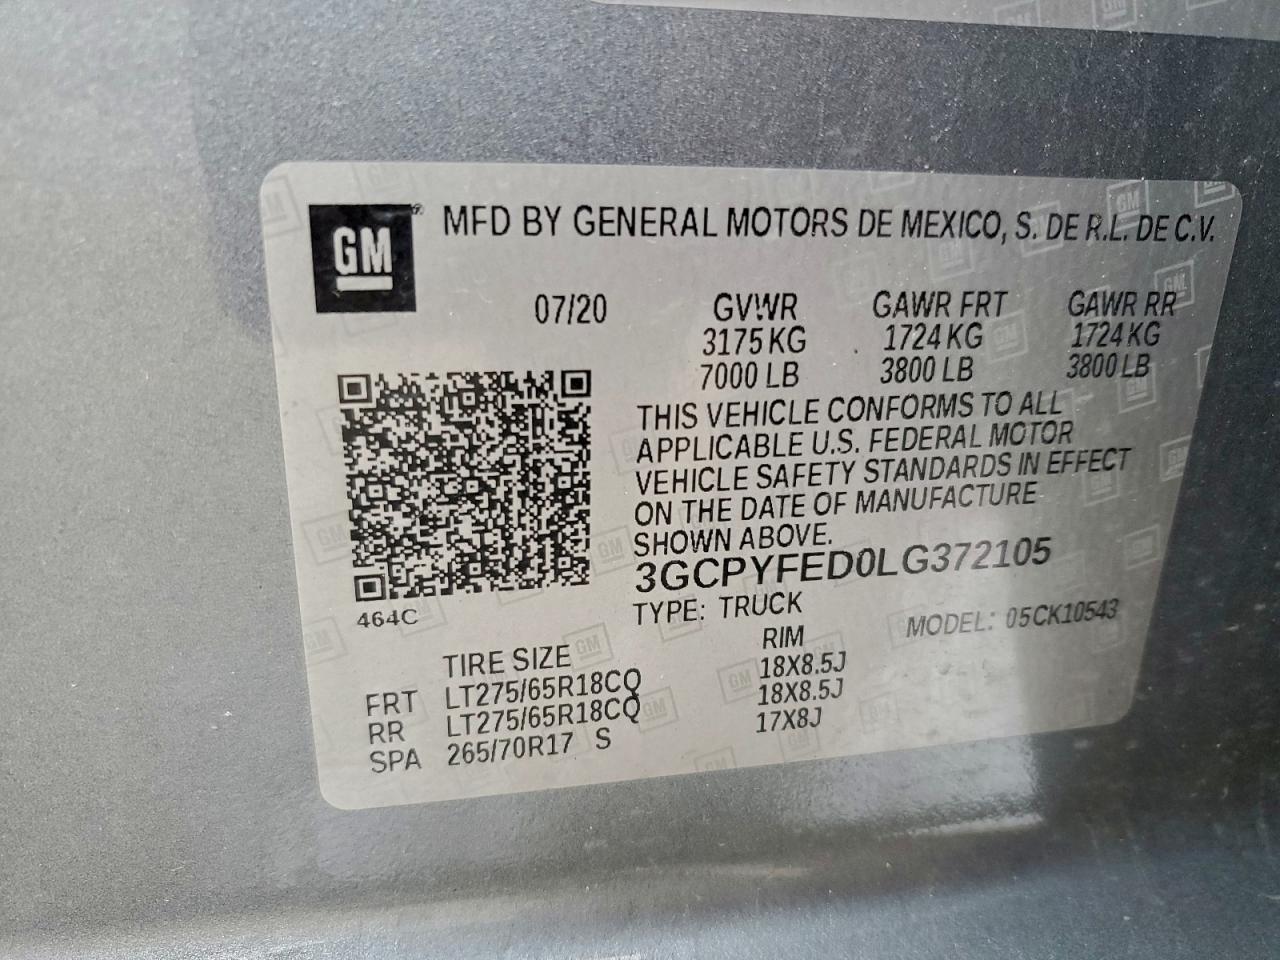 GM
MFD BY GENERAL MOTORS DE MEXICO, S. DE R.L. DE C.V.
07/20 GVWR GAWR FRT GAWR RR
3175 KG 1724 KG 1724 KG
7000 LB 3800 LB 3800 LB
THIS VEHICLE CONFORMS TO ALL
APPLICABLE U.S. FEDERAL MOTOR
VEHICLE SAFETY STANDARDS IN EFFECT
ON THE DATE OF MANUFACTURE
SHOWN ABOVE.
3GCPYFED0LG372105
464C
TYPE: TRUCK MODEL: 05CK10543
TIRE SIZE RIM
FRT LT275/65R18CQ 18X8.5J
RR LT275/65R18CQ 18X8.5J
SPA 265/70R17 S 17X8J